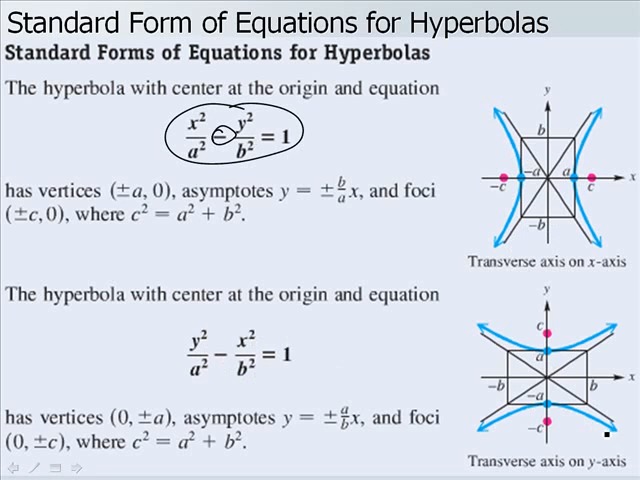 Standard Form of Equations for Hyperbolas
Standard Forms of Equations for Hyperbolas
The hyperbola with center at the origin and equation
x²/a² − y²/b² = 1
has vertices (±a, 0), asymptotes y = ±b/a x, and foci
(±c, 0), where c² = a² + b².
y
b
−a a
−c c x
−b
Transverse axis on x-axis
The hyperbola with center at the origin and equation
y²/a² − x²/b² = 1
has vertices (0, ±a), asymptotes y = ±a/b x, and foci
(0, ±c), where c² = a² + b².
y
c
a
x
−b b
−a
−c
Transverse axis on y-axis